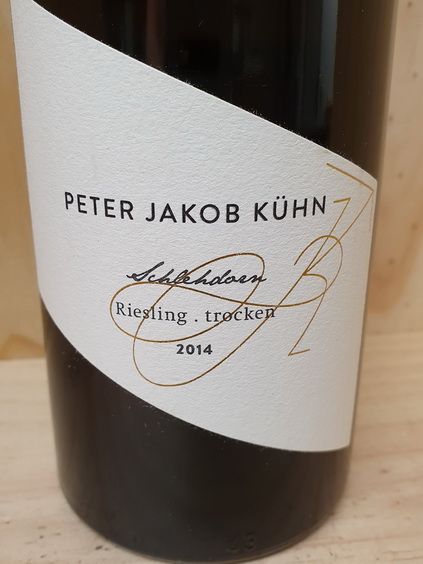 PETER JAKOB KÜHN
Schlehdorn
Riesling . trocken
2014